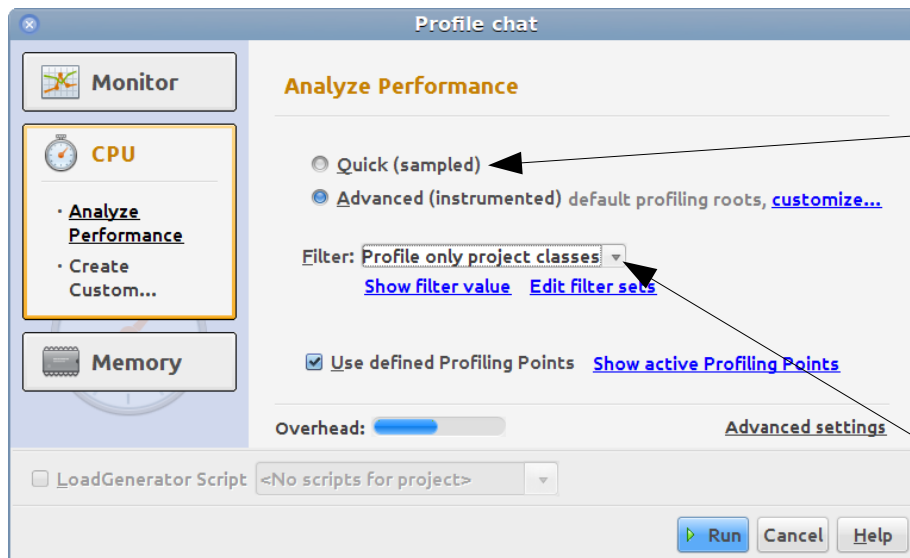 Profile chat
Monitor
CPU
· Analyze
Performance
· Create
Custom...
Memory
Analyze Performance
Quick (sampled)
Advanced (instrumented) default profiling roots, customize...
Filter: Profile only project classes
Show filter value Edit filter sets
Use defined Profiling Points Show active Profiling Points
Overhead: Advanced settings
LoadGenerator Script <No scripts for project>
Run Cancel Help